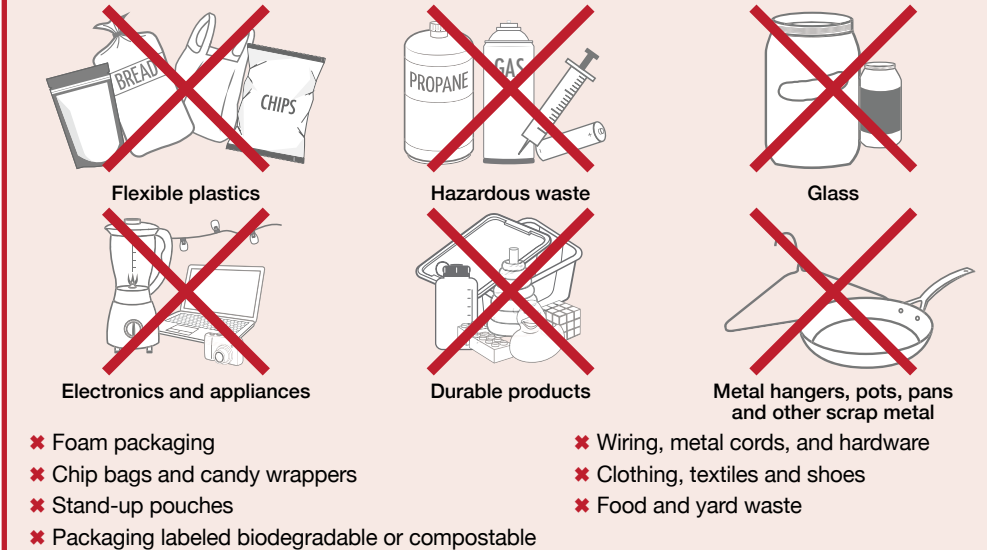 BREAD
CHIPS
PROPANE
GAS
Flexible plastics
Hazardous waste
Glass
Electronics and appliances
Durable products
Metal hangers, pots, pans
and other scrap metal
✖ Foam packaging
✖ Chip bags and candy wrappers
✖ Stand-up pouches
✖ Packaging labeled biodegradable or compostable
✖ Wiring, metal cords, and hardware
✖ Clothing, textiles and shoes
✖ Food and yard waste